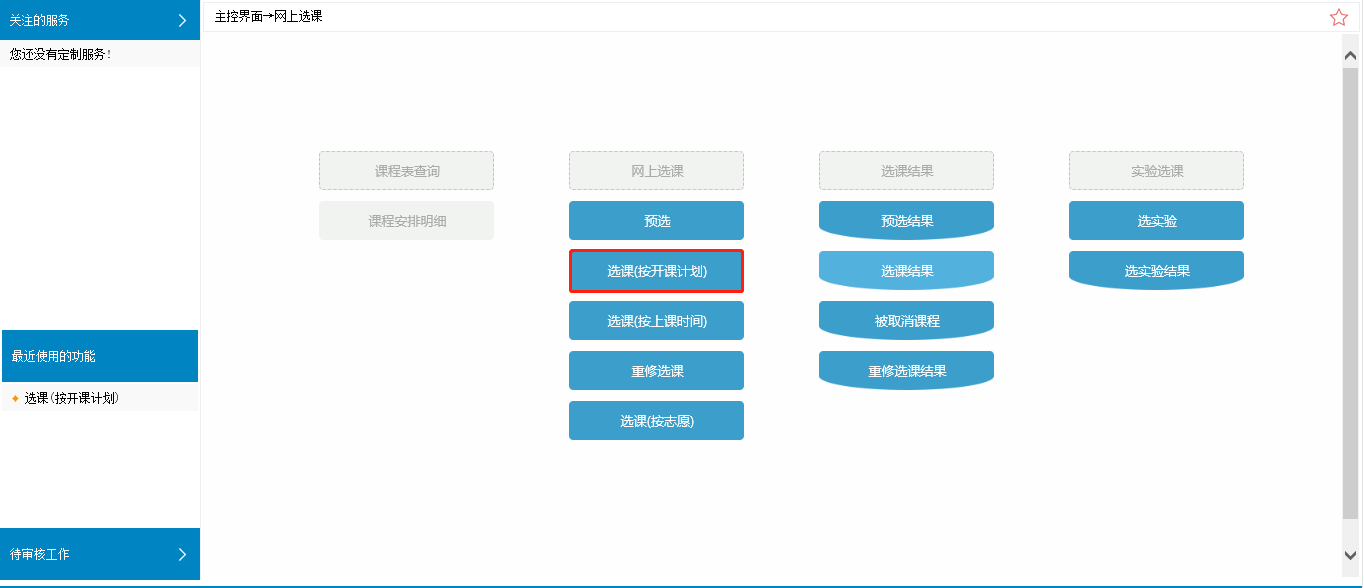 关注的服务
您还没有定制服务!
最近使用的功能
选课(按开课计划)
待审核工作
主控界面→网上选课
课程表查询
课程安排明细
网上选课
预选
选课(按开课计划)
选课(按上课时间)
重修选课
选课(按志愿)
选课结果
预选结果
选课结果
被取消课程
重修选课结果
实验选课
选实验
选实验结果